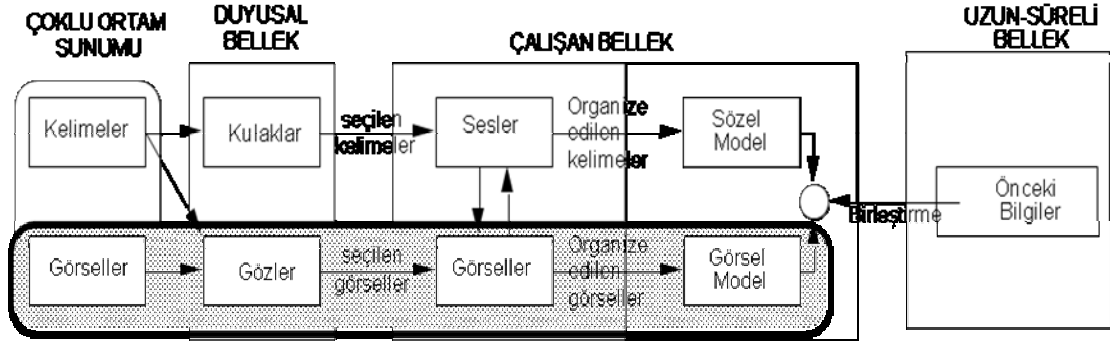 ÇOKLU ORTAM
SUNUMU
DUYUSAL
BELLEK
ÇALIŞAN BELLEK
UZUN-SÜRELİ
BELLEK
Kelimeler
Kulaklar
seçilen
kelimeler
Sesler
Organize
edilen
kelimeler
Sözel
Model
Birleştirme
Önceki
Bilgiler
Görseller
Gözler
seçilen
görseller
Görseller
Organize
edilen
görseller
Görsel
Model